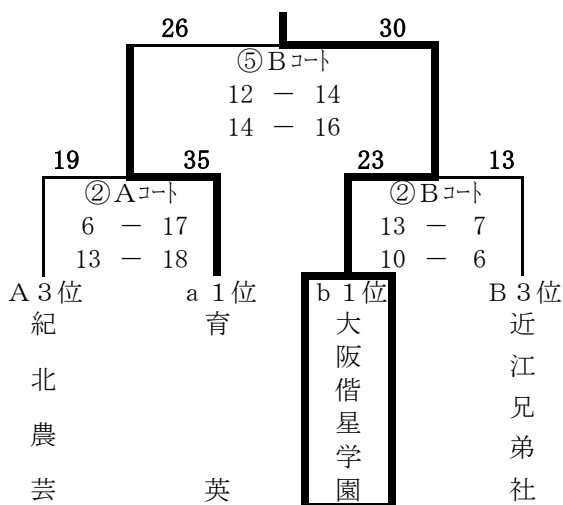 26 30
⑤Bコート
12 － 14
14 － 16
19 35 23 13
②Aコート ②Bコート
6 － 17 13 － 7
13 － 18 10 － 6
A3位 a1位 b1位 B3位
紀北農芸
育英
大阪偕星学園
近江兄弟社